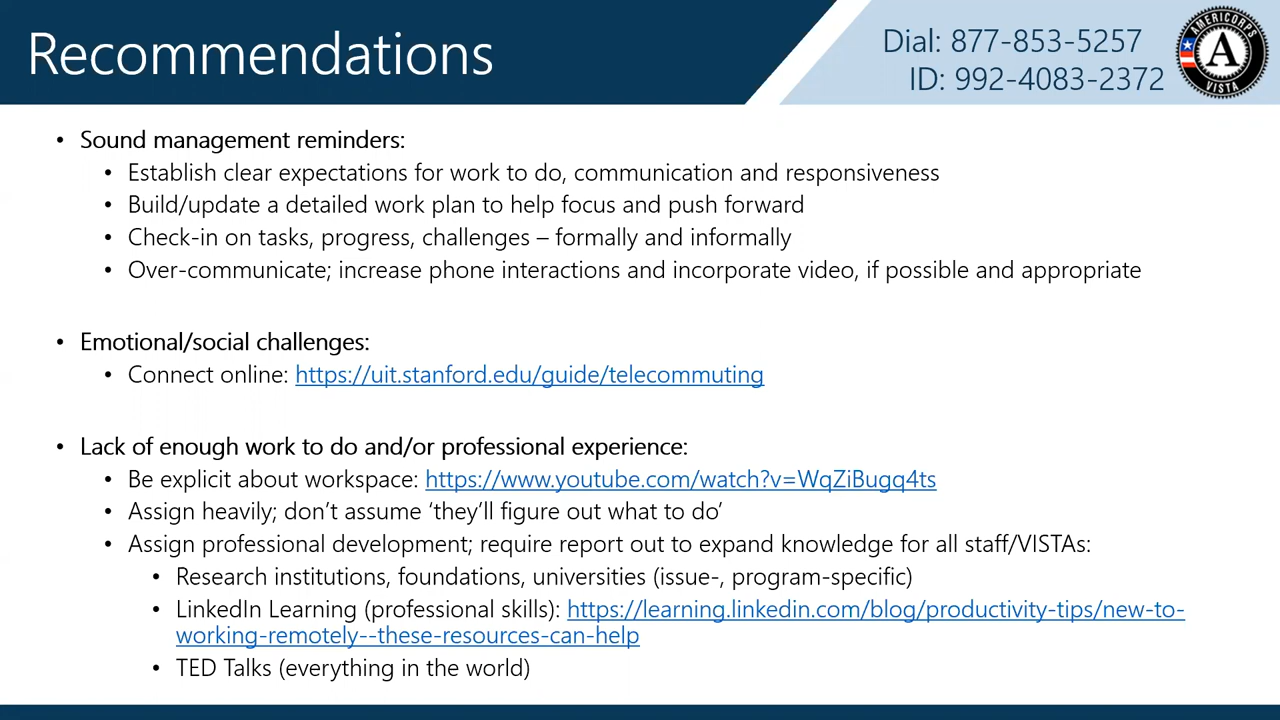 Recommendations
Dial: 877-853-5257
ID: 992-4083-2372
AMERICORPS
A
VISTA
• Sound management reminders:
• Establish clear expectations for work to do, communication and responsiveness
• Build/update a detailed work plan to help focus and push forward
• Check-in on tasks, progress, challenges – formally and informally
• Over-communicate; increase phone interactions and incorporate video, if possible and appropriate
• Emotional/social challenges:
• Connect online: https://uit.stanford.edu/guide/telecommuting
• Lack of enough work to do and/or professional experience:
• Be explicit about workspace: https://www.youtube.com/watch?v=WqZiBugq4ts
• Assign heavily; don’t assume ‘they’ll figure out what to do’
• Assign professional development; require report out to expand knowledge for all staff/VISTAs:
• Research institutions, foundations, universities (issue-, program-specific)
• LinkedIn Learning (professional skills): https://learning.linkedin.com/blog/productivity-tips/new-to-
working-remotely--these-resources-can-help
• TED Talks (everything in the world)